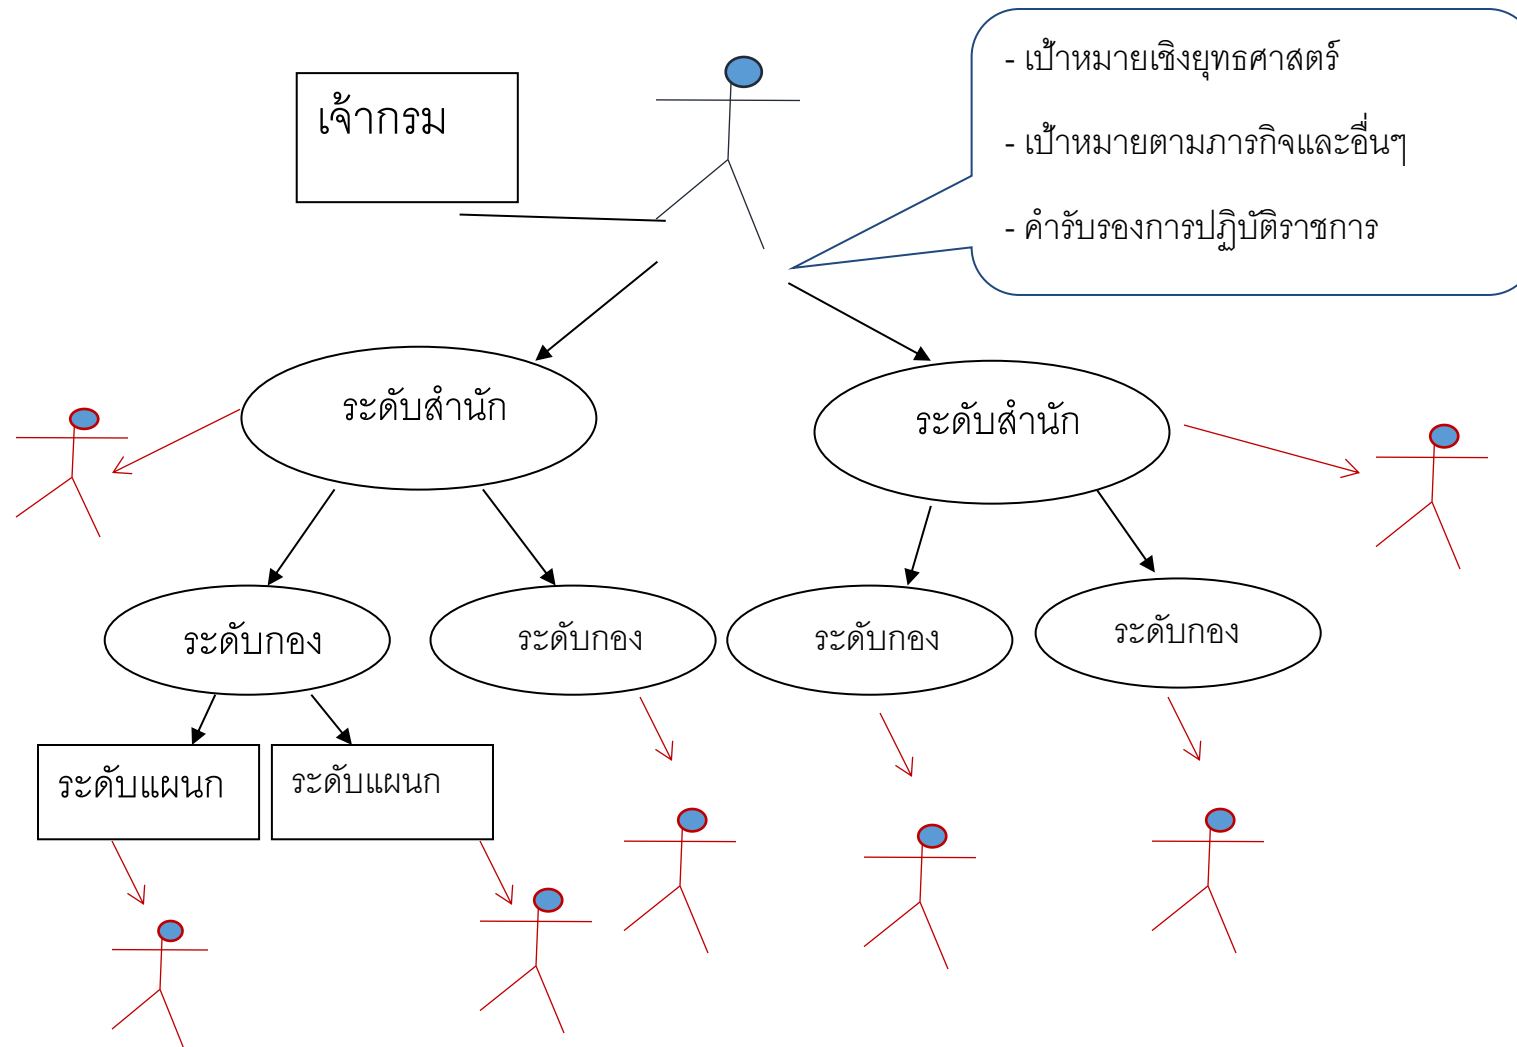 เจ้ากรม
- เป้าหมายเชิงยุทธศาสตร์
- เป้าหมายตามภารกิจและอื่นๆ
- คำรับรองการปฏิบัติราชการ
ระดับสำนัก
ระดับสำนัก
ระดับกอง
ระดับกอง
ระดับกอง
ระดับกอง
ระดับแผนก
ระดับแผนก